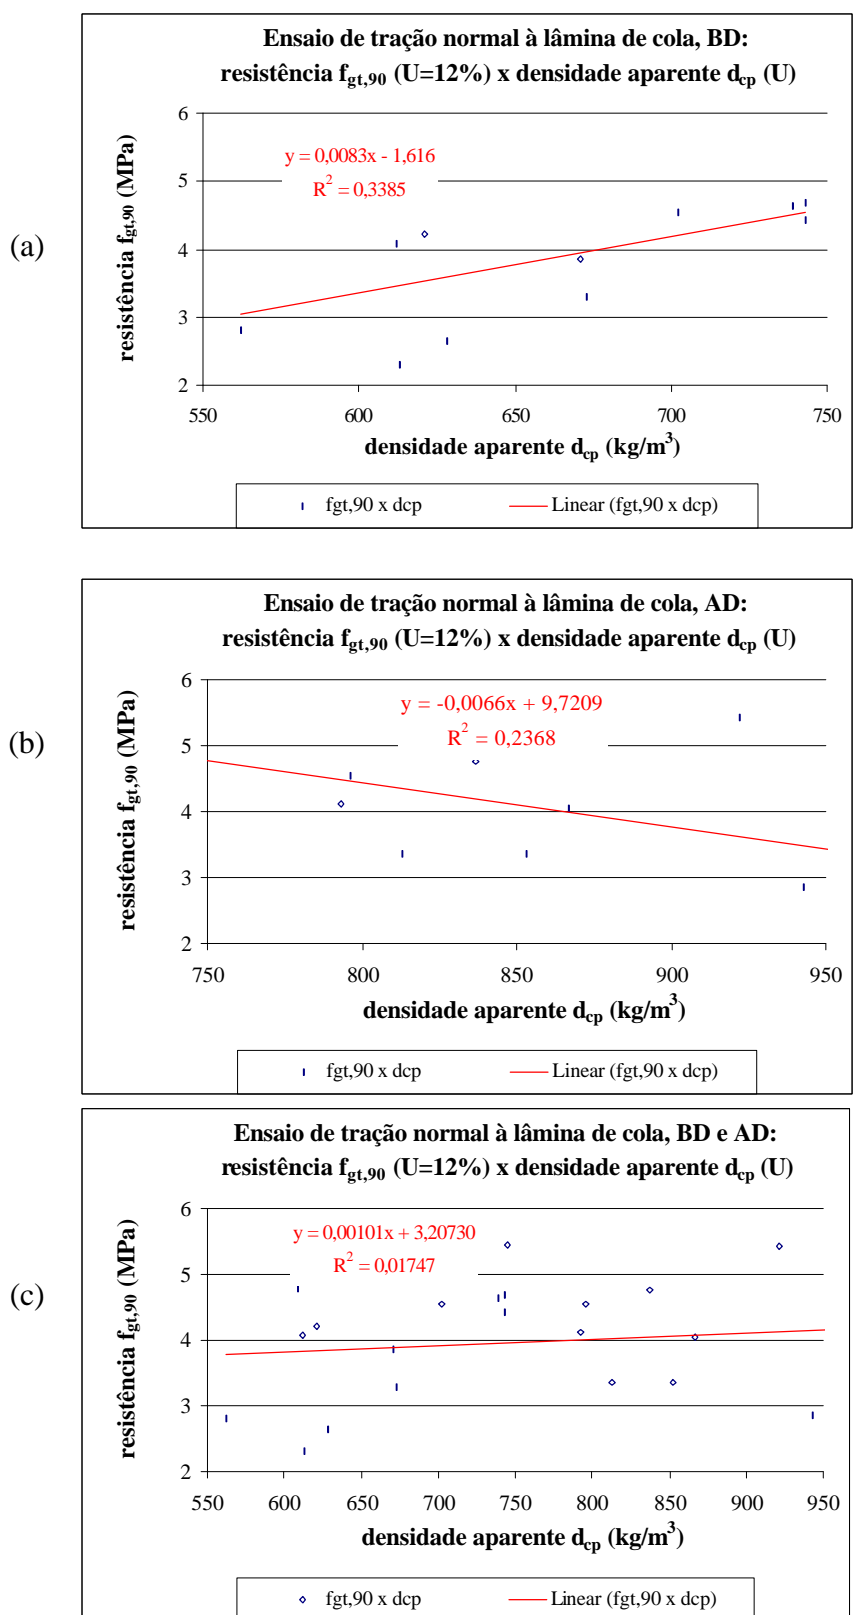 (a)
Ensaio de tração normal à lâmina de cola, BD:
resistência fgt,90 (U=12%) x densidade aparente dcp (U)
resistência fgt,90 (MPa)
6
5
4
3
2
y = 0,0083x - 1,616
R² = 0,3385
550 600 650 700 750
densidade aparente dcp (kg/m³)
fgt,90 x dcp Linear (fgt,90 x dcp)
(b)
Ensaio de tração normal à lâmina de cola, AD:
resistência fgt,90 (U=12%) x densidade aparente dcp (U)
resistência fgt,90 (MPa)
6
5
4
3
2
y = -0,0066x + 9,7209
R² = 0,2368
750 800 850 900 950
densidade aparente dcp (kg/m³)
fgt,90 x dcp Linear (fgt,90 x dcp)
(c)
Ensaio de tração normal à lâmina de cola, BD e AD:
resistência fgt,90 (U=12%) x densidade aparente dcp (U)
resistência fgt,90 (MPa)
6
5
4
3
2
y = 0,00101x + 3,20730
R² = 0,01747
550 600 650 700 750 800 850 900 950
densidade aparente dcp (kg/m³)
fgt,90 x dcp Linear (fgt,90 x dcp)